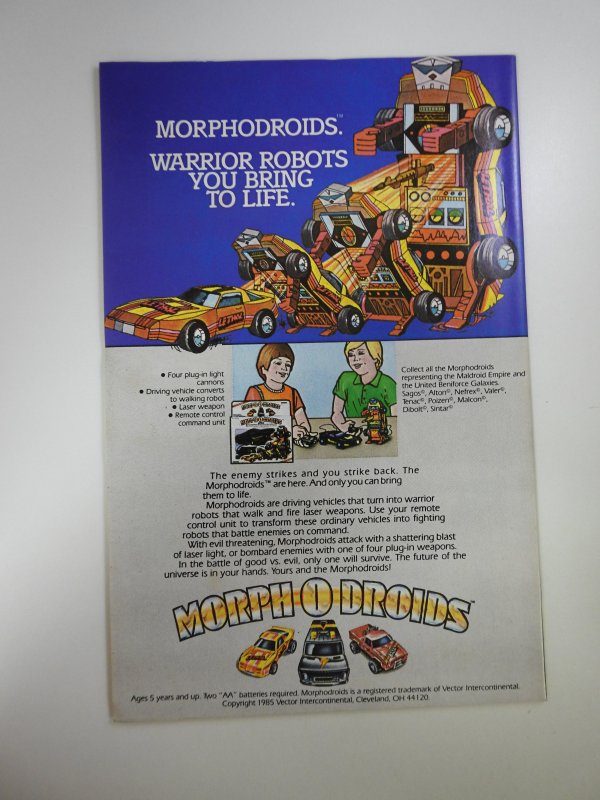 MORPHODROIDS.™
WARRIOR ROBOTS
YOU BRING
TO LIFE.
• Four plug-in light
cannons
• Driving vehicle converts
to walking robot
• Laser weapon
• Remote control
command unit
Collect all the Morphodroids
representing the Maldroid Empire and
the United Beniforce Galaxies.
Sagos®, Alton®, Nefrex®, Valer®,
Tenac®, Poizen®, Malcon®,
Dibolt®, Sintar®
The enemy strikes and you strike back. The
Morphodroids™ are here. And only you can bring
them to life.
Morphodroids are driving vehicles that turn into warrior
robots that walk and fire laser weapons. Use your remote
control unit to transform these ordinary vehicles into fighting
robots that battle enemies on command.
With evil threatening, Morphodroids attack with a shattering blast
of laser light, or bombard enemies with one of four plug-in weapons.
In the battle of good vs. evil, only one will survive. The future of the
universe is in your hands. Yours and the Morphodroids!
MORPH-O-DROIDS™
Ages 5 years and up. Two "AA" batteries required. Morphodroids is a registered trademark of Vector Intercontinental.
Copyright 1985 Vector Intercontinental, Cleveland, OH 44120.